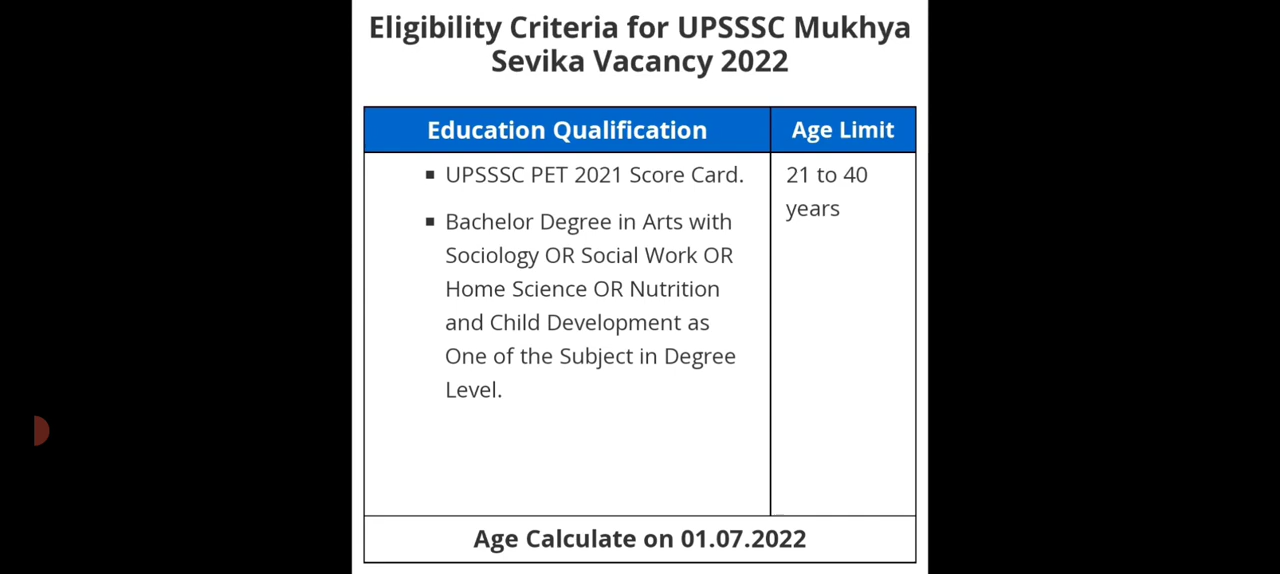 Eligibility Criteria for UPSSSC Mukhya
Sevika Vacancy 2022
Education Qualification
Age Limit
▪ UPSSSC PET 2021 Score Card.
▪ Bachelor Degree in Arts with
Sociology OR Social Work OR
Home Science OR Nutrition
and Child Development as
One of the Subject in Degree
Level.
21 to 40
years
Age Calculate on 01.07.2022